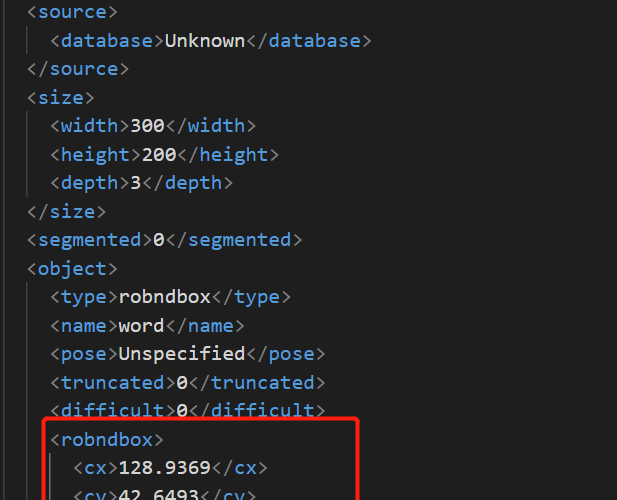 <source>
<database>Unknown</database>
</source>
<size>
<width>300</width>
<height>200</height>
<depth>3</depth>
</size>
<segmented>0</segmented>
<object>
<type>robndbox</type>
<name>word</name>
<pose>Unspecified</pose>
<truncated>0</truncated>
<difficult>0</difficult>
<robndbox>
<cx>128.9369</cx>
<cy>42.6493</cy>